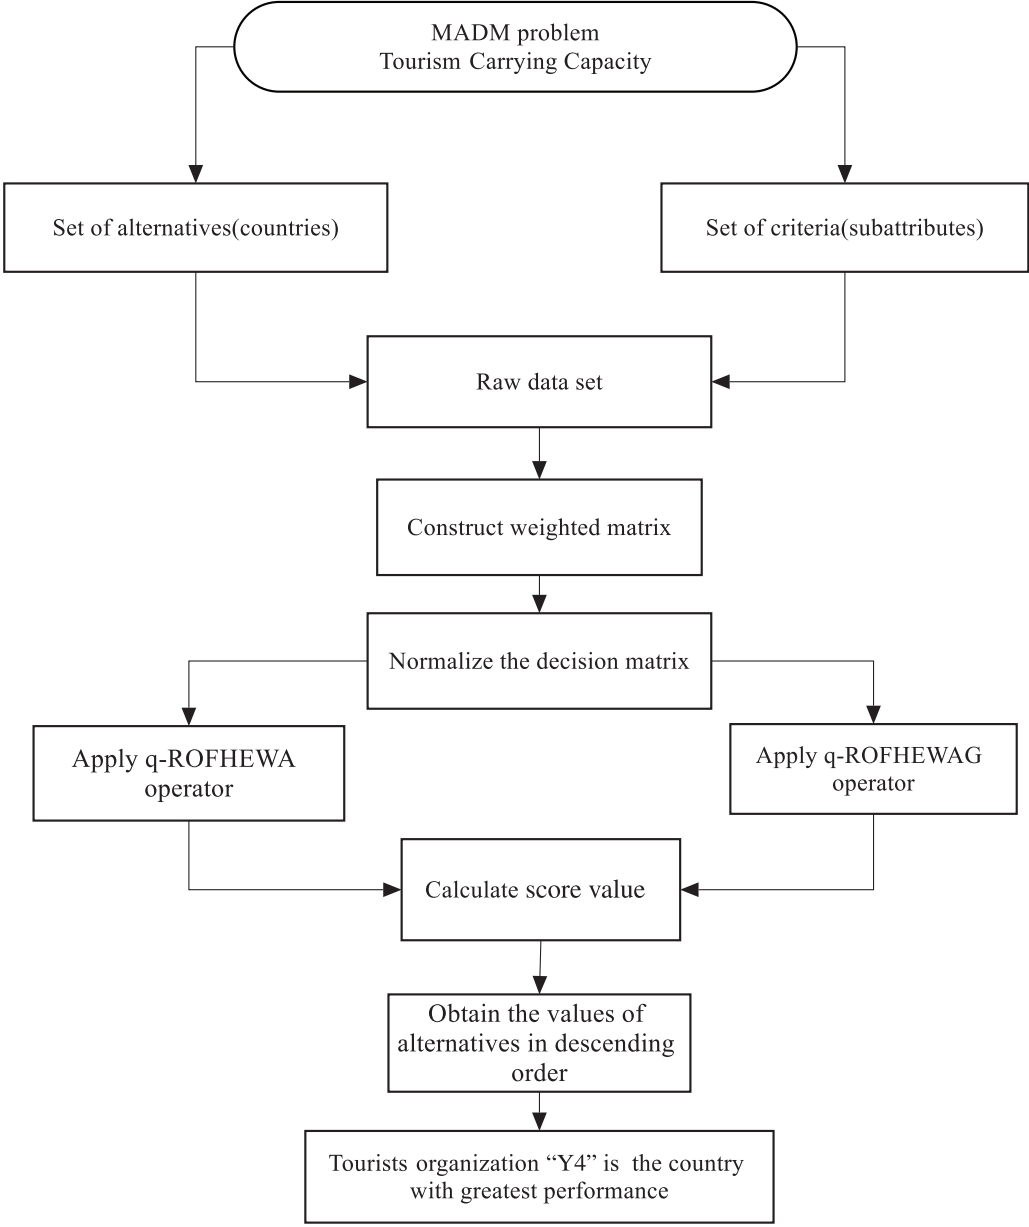 MADM problem
Tourism Carrying Capacity
Set of alternatives(countries)
Set of criteria(subattributes)
Raw data set
Construct weighted matrix
Normalize the decision matrix
Apply q-ROFHEWA
operator
Apply q-ROFHEWAG
operator
Calculate score value
Obtain the values of
alternatives in descending
order
Tourists organization “Y4” is the country
with greatest performance